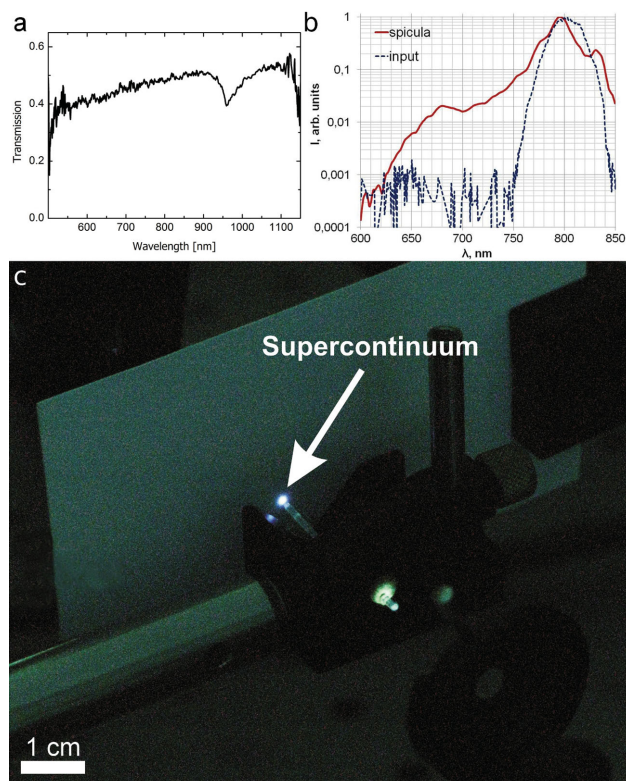 a
0.6
0.4
0.2
0.0
Transmission
600 700 800 900 1000 1100
Wavelength [nm]
b
1
0,1
0,01
0,001
0,0001
I, arb. units
spicula
input
600 650 700 750 800 850
λ, nm
c
Supercontinuum
1 cm